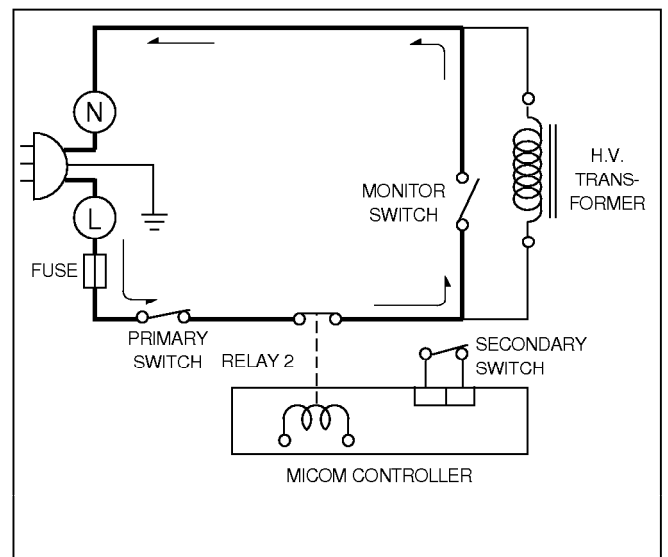 N
H.V.
TRANS-
FORMER
MONITOR
SWITCH
L
FUSE
PRIMARY
SWITCH
RELAY 2
SECONDARY
SWITCH
MICOM CONTROLLER